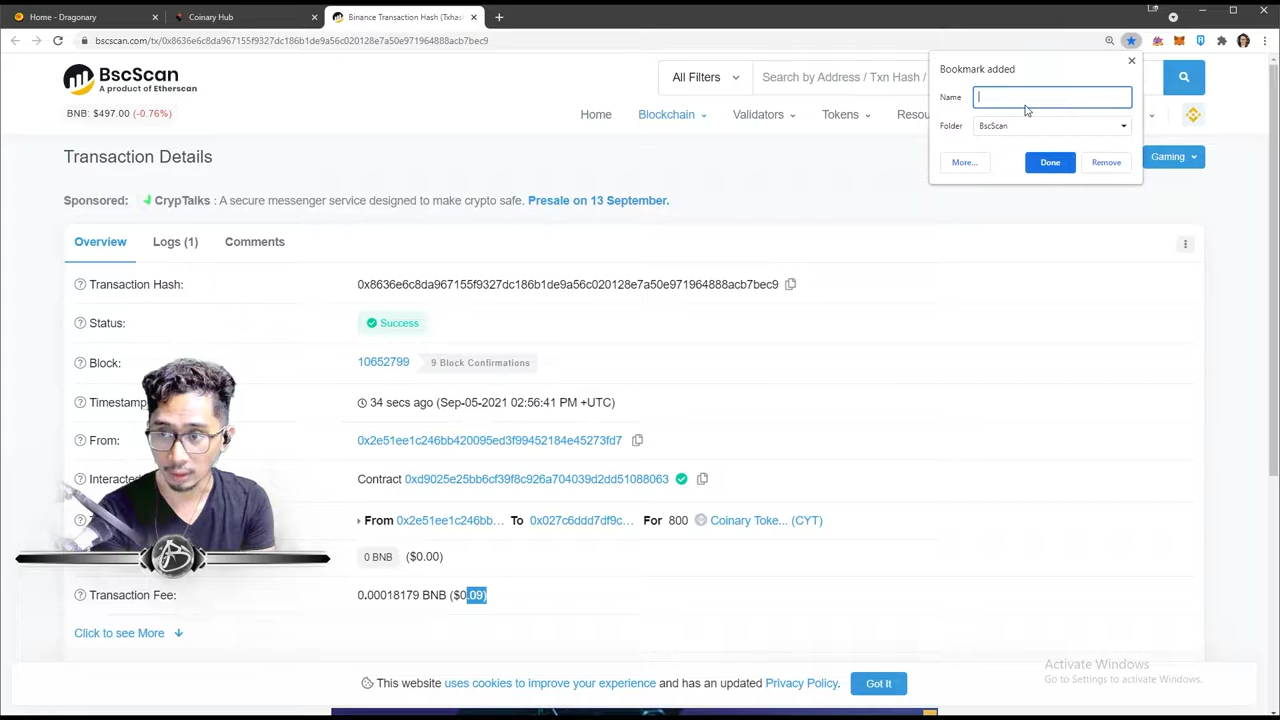 Home - Dragonary
Coinary Hub
Binance Transaction Hash (Txhas
bscscan.com/tx/0x8636e6c8da967155f9327dc186b1de9a56c020128e7a50e971964888acb7bec9
BscScan
A product of Etherscan
All Filters
Search by Address / Txn Hash /
BNB: $497.00 (-0.76%)
Home
Blockchain
Validators
Tokens
Resou
Bookmark added
Name
Folder
BscScan
More...
Done
Remove
Transaction Details
Gaming
Sponsored:
CrypTalks : A secure messenger service designed to make crypto safe. Presale on 13 September.
Overview
Logs (1)
Comments
Transaction Hash:
0x8636e6c8da967155f9327dc186b1de9a56c020128e7a50e971964888acb7bec9
Status:
Success
Block:
10652799
9 Block Confirmations
Timestamp
34 secs ago (Sep-05-2021 02:56:41 PM +UTC)
From:
0x2e51ee1c246bb420095ed3f99452184e45273fd7
Interacted
Contract 0xd9025e25bb6cf39f8c926a704039d2dd51088063
From 0x2e51ee1c246bb... To 0x027c6ddd7df9c... For 800 Coinary Toke... (CYT)
0 BNB ($0.00)
Transaction Fee:
0.00018179 BNB ($0.09)
Click to see More
This website uses cookies to improve your experience and has an updated Privacy Policy.
Got It
Activate Windows
Go to Settings to activate Windows.